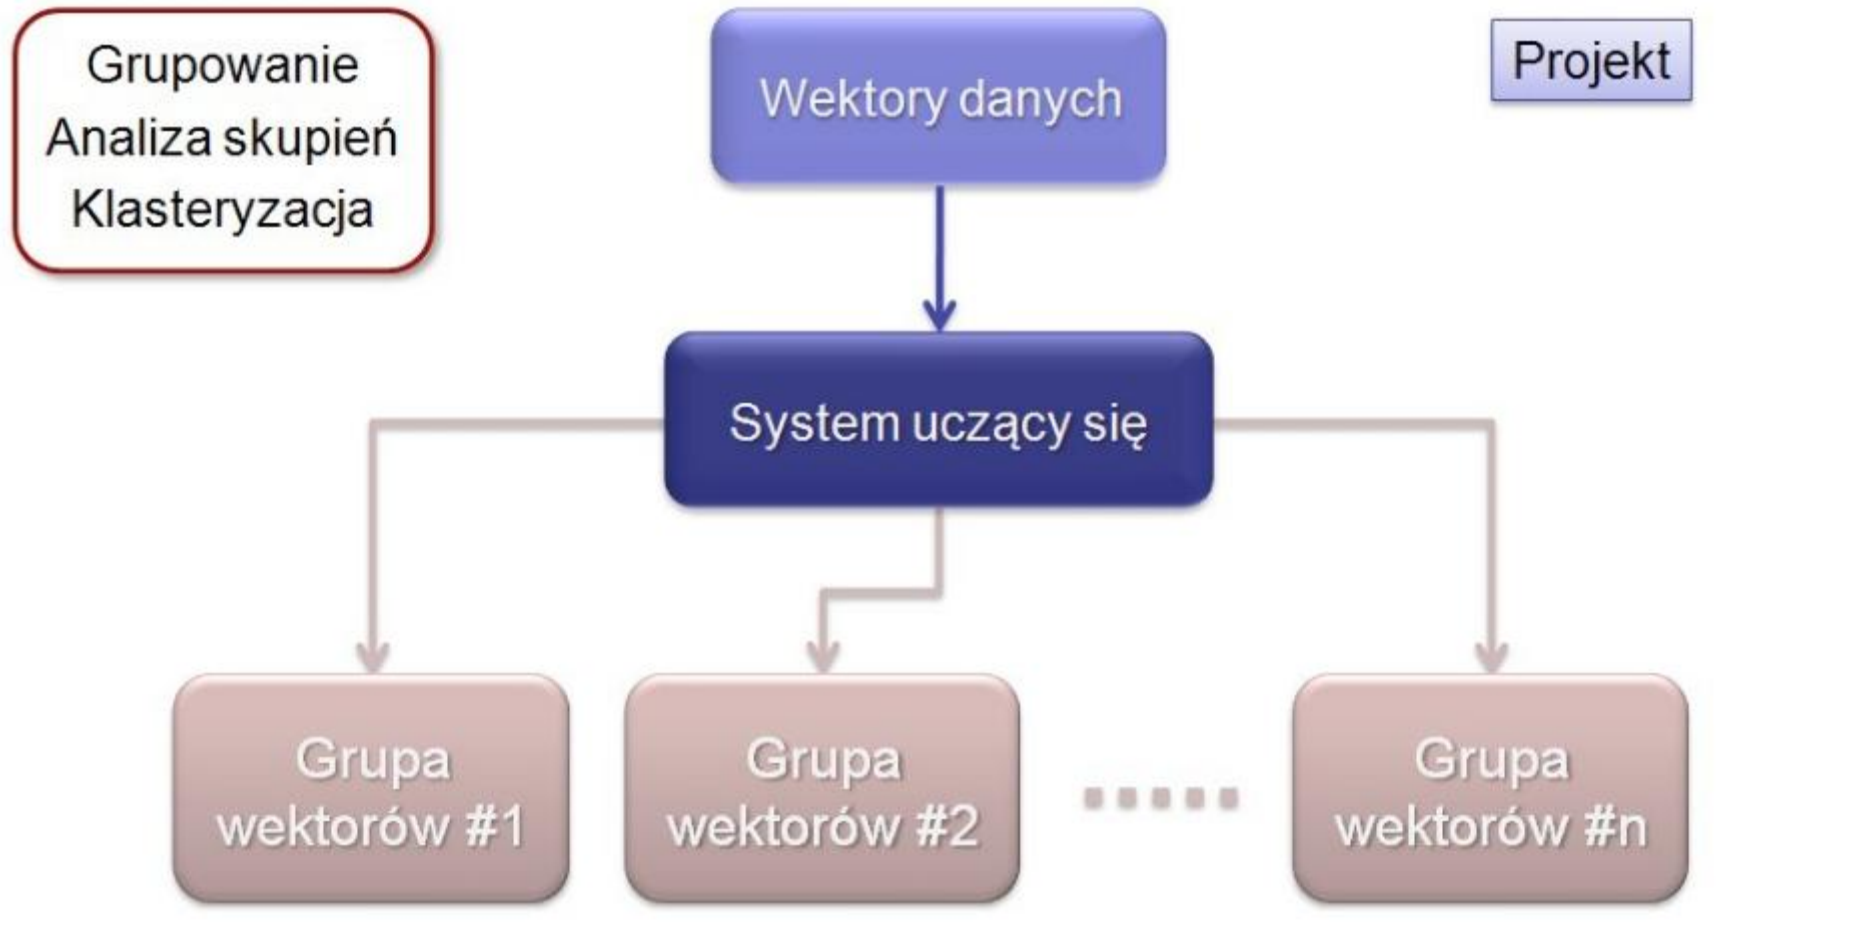 Grupowanie
Analiza skupień
Klasteryzacja
Wektory danych
Projekt
System uczący się
Grupa
wektorów #1
Grupa
wektorów #2
Grupa
wektorów #n